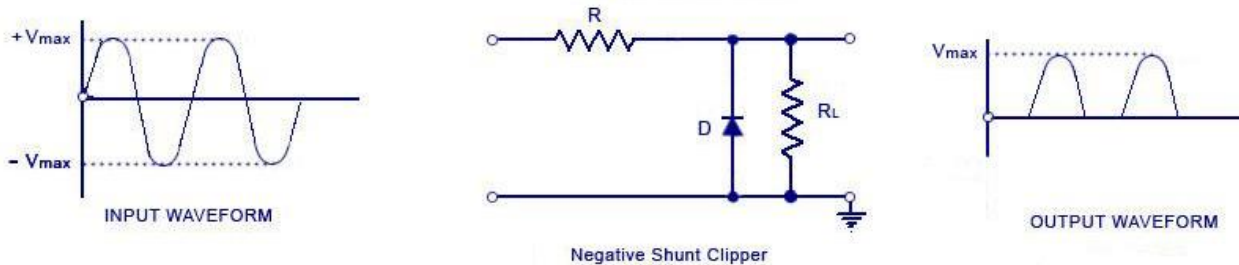 + Vmax
- Vmax
INPUT WAVEFORM
R
D
RL
Negative Shunt Clipper
Vmax
OUTPUT WAVEFORM